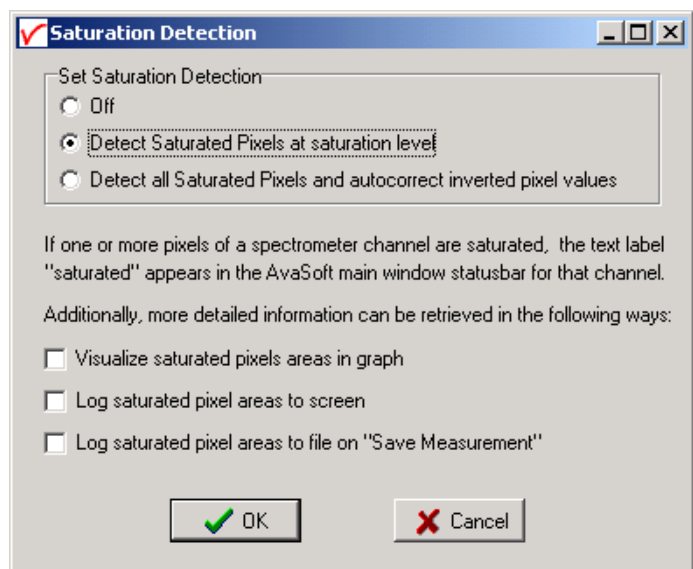 Saturation Detection
Set Saturation Detection
Off
Detect Saturated Pixels at saturation level
Detect all Saturated Pixels and autocorrect inverted pixel values
If one or more pixels of a spectrometer channel are saturated, the text label
"saturated" appears in the AvaSoft main window statusbar for that channel.
Additionally, more detailed information can be retrieved in the following ways:
Visualize saturated pixels areas in graph
Log saturated pixel areas to screen
Log saturated pixel areas to file on "Save Measurement"
OK
Cancel